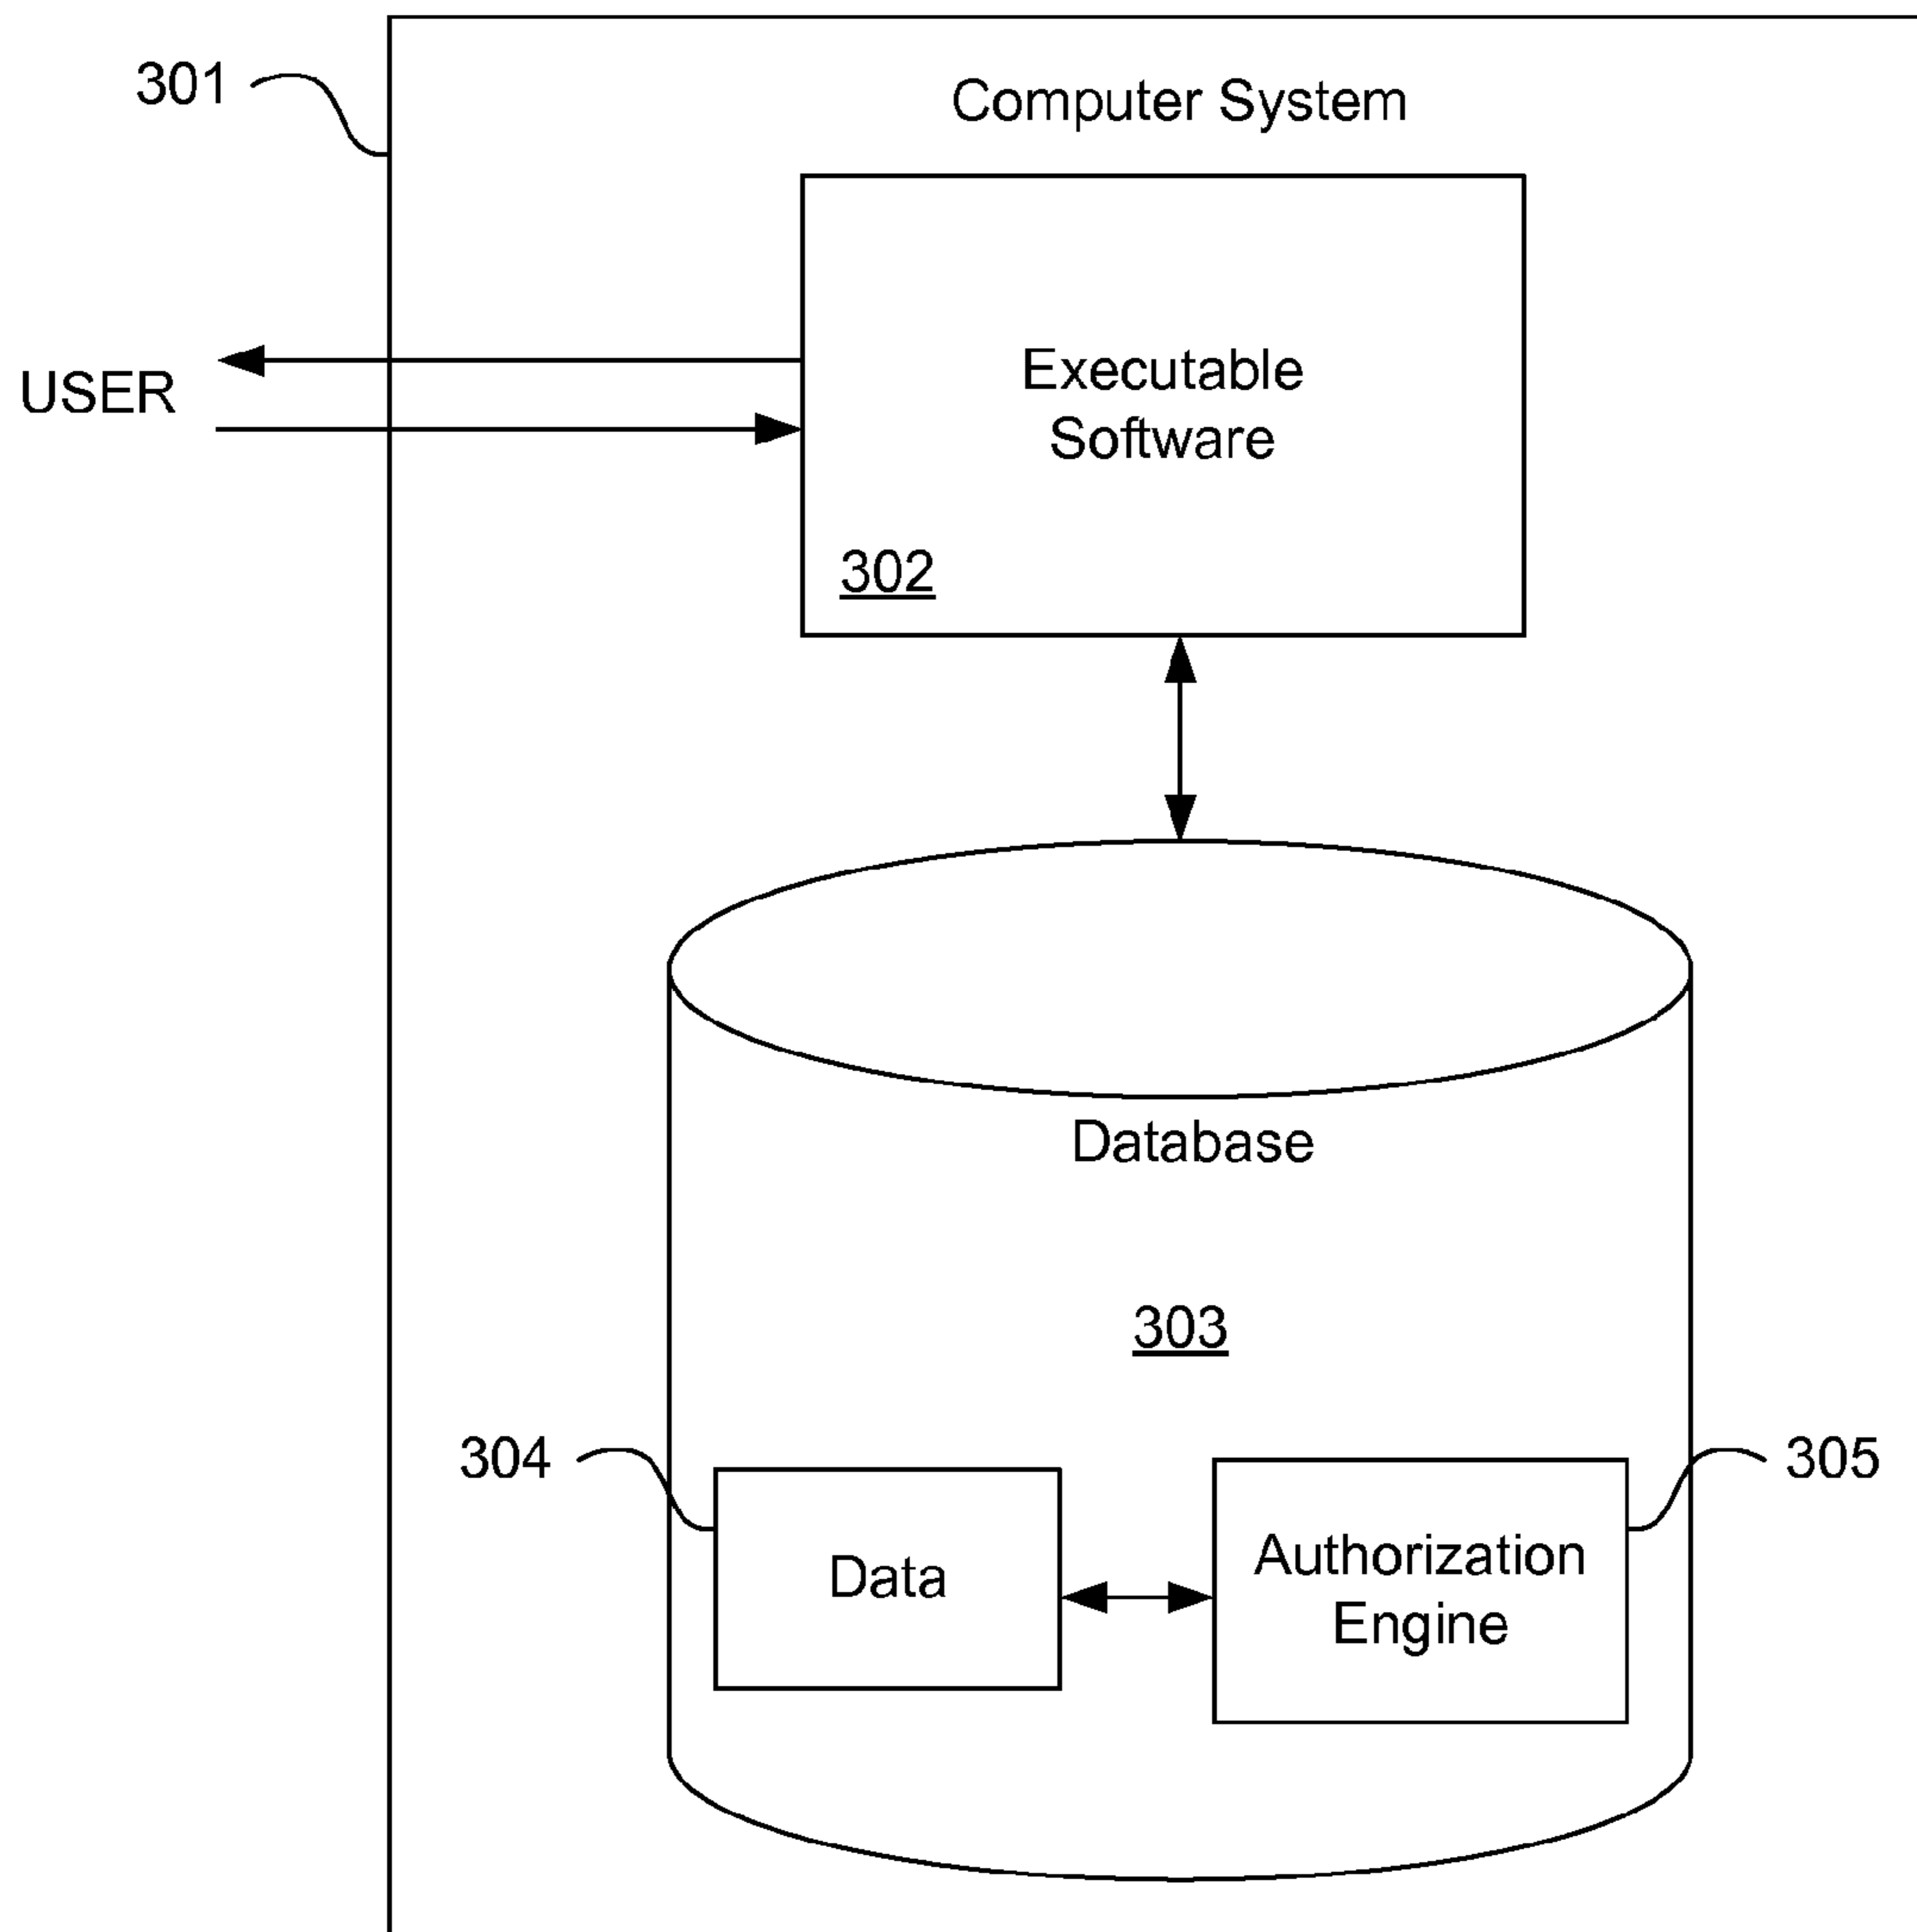 301
Computer System
USER
Executable
Software
302
Database
303
304
305
Data
Authorization
Engine